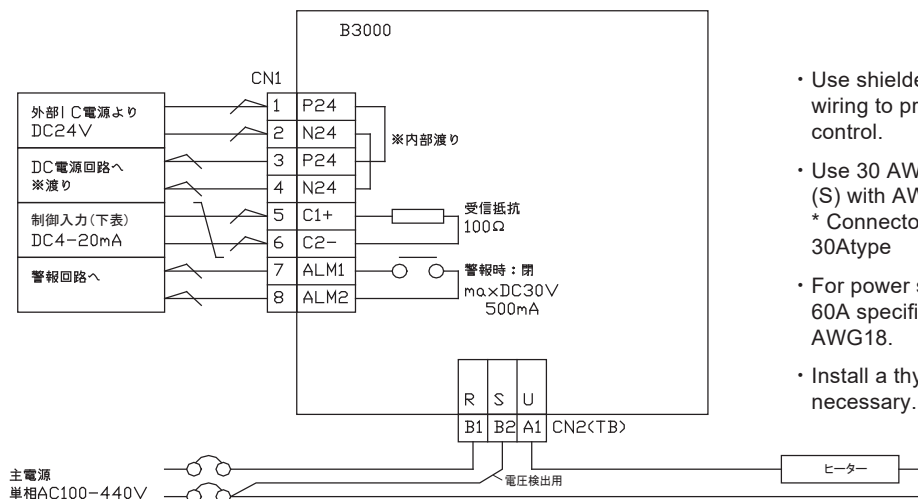 B3000
CN1
外部IC電源より
DC24V
DC電源回路へ
※渡り
制御入力(下表)
DC4-20mA
警報回路へ
1 P24
2 N24
3 P24
4 N24
5 C1+
6 C2-
7 ALM1
8 ALM2
※内部渡り
受信抵抗
100Ω
警報時：閉
maxDC30V
500mA
R S U
B1 B2 A1 CN2(TB)
主電源
単相AC100-440V
電圧検出用
ヒーター
・Use shielde
wiring to pr
control.
・Use 30 AW
(S) with AW
* Connecto
30Atype
・For power s
60A specifi
AWG18.
・Install a thy
necessary.